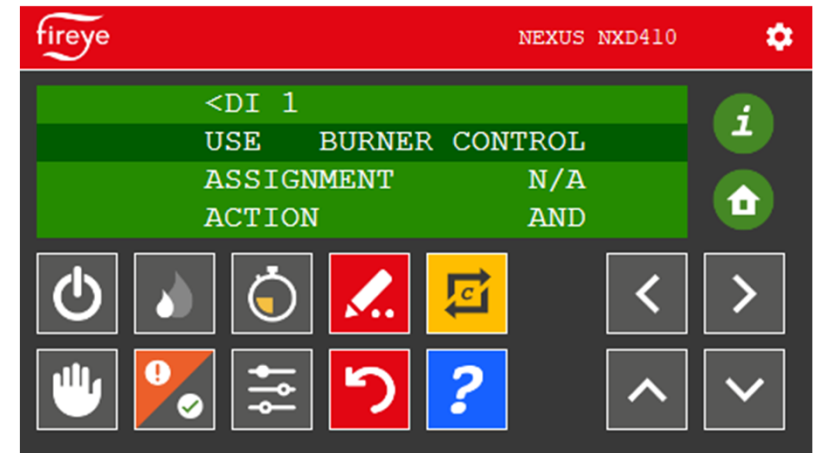 fireye
NEXUS NXD410
<DI 1
USE BURNER CONTROL
ASSIGNMENT N/A
ACTION AND
i
C
?